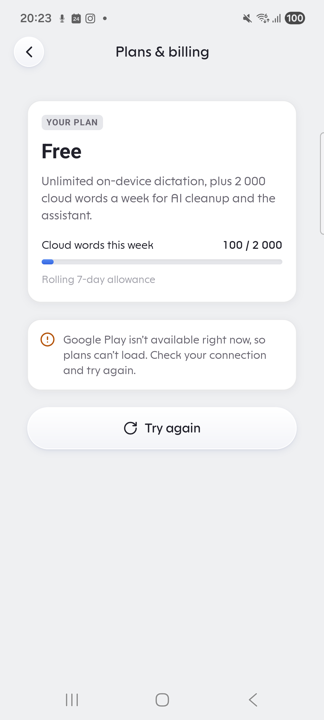 20:23
100
Plans & billing
YOUR PLAN
Free
Unlimited on-device dictation, plus 2 000
cloud words a week for AI cleanup and the
assistant.
Cloud words this week 100 / 2 000
Rolling 7-day allowance
Google Play isn't available right now, so
plans can't load. Check your connection
and try again.
Try again